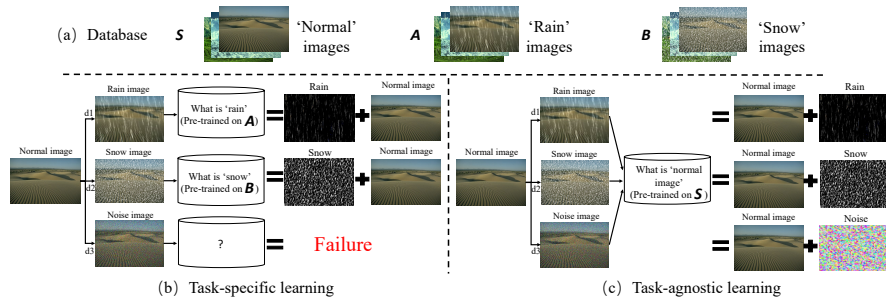 (a) Database S 'Normal' images A 'Rain' images B 'Snow' images
Rain image
d1
What is 'rain'
(Pre-trained on A)
=
Rain
+
Normal image
Normal image
Snow image
d2
What is 'snow'
(Pre-trained on B)
=
Snow
+
Normal image
Noise image
d3
?
=
Failure
(b) Task-specific learning
Normal image
Rain image
d1
Snow image
d2
Noise image
d3
What is 'normal
image'
(Pre-trained on S)
=
Normal image
+
Rain
=
Normal image
+
Snow
=
Normal image
+
Noise
(c) Task-agnostic learning